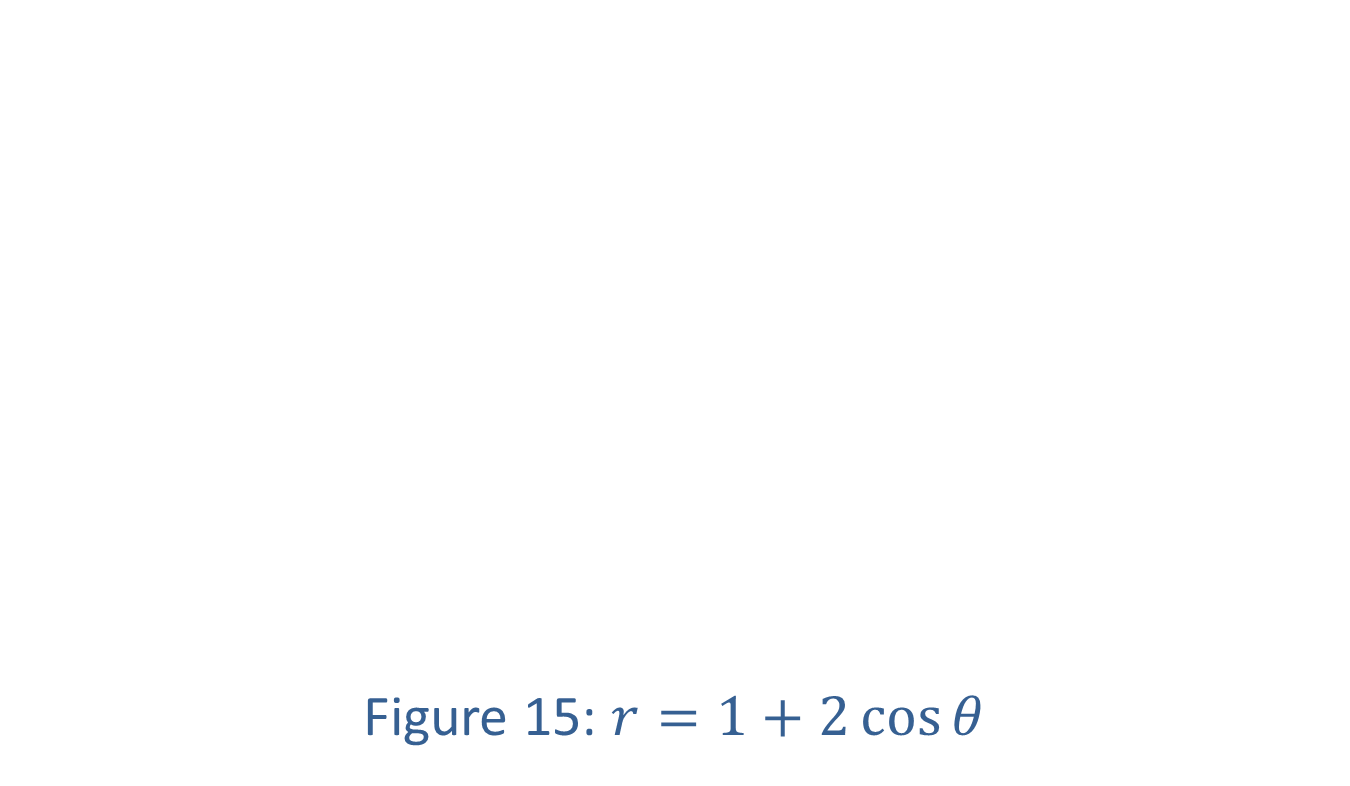 Figure 15: r = 1 + 2 cos θ